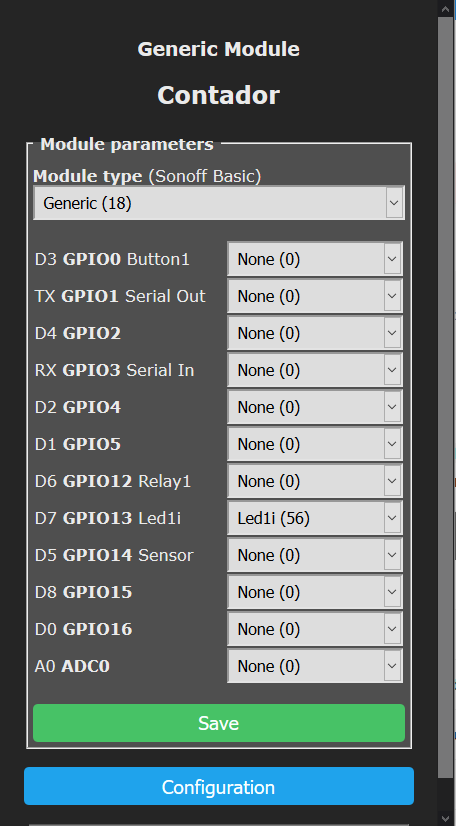 Generic Module
Contador
Module parameters
Module type (Sonoff Basic)
Generic (18)
D3 GPIO0 Button1 None (0)
TX GPIO1 Serial Out None (0)
D4 GPIO2 None (0)
RX GPIO3 Serial In None (0)
D2 GPIO4 None (0)
D1 GPIO5 None (0)
D6 GPIO12 Relay1 None (0)
D7 GPIO13 Led1i Led1i (56)
D5 GPIO14 Sensor None (0)
D8 GPIO15 None (0)
D0 GPIO16 None (0)
A0 ADC0 None (0)
Save
Configuration